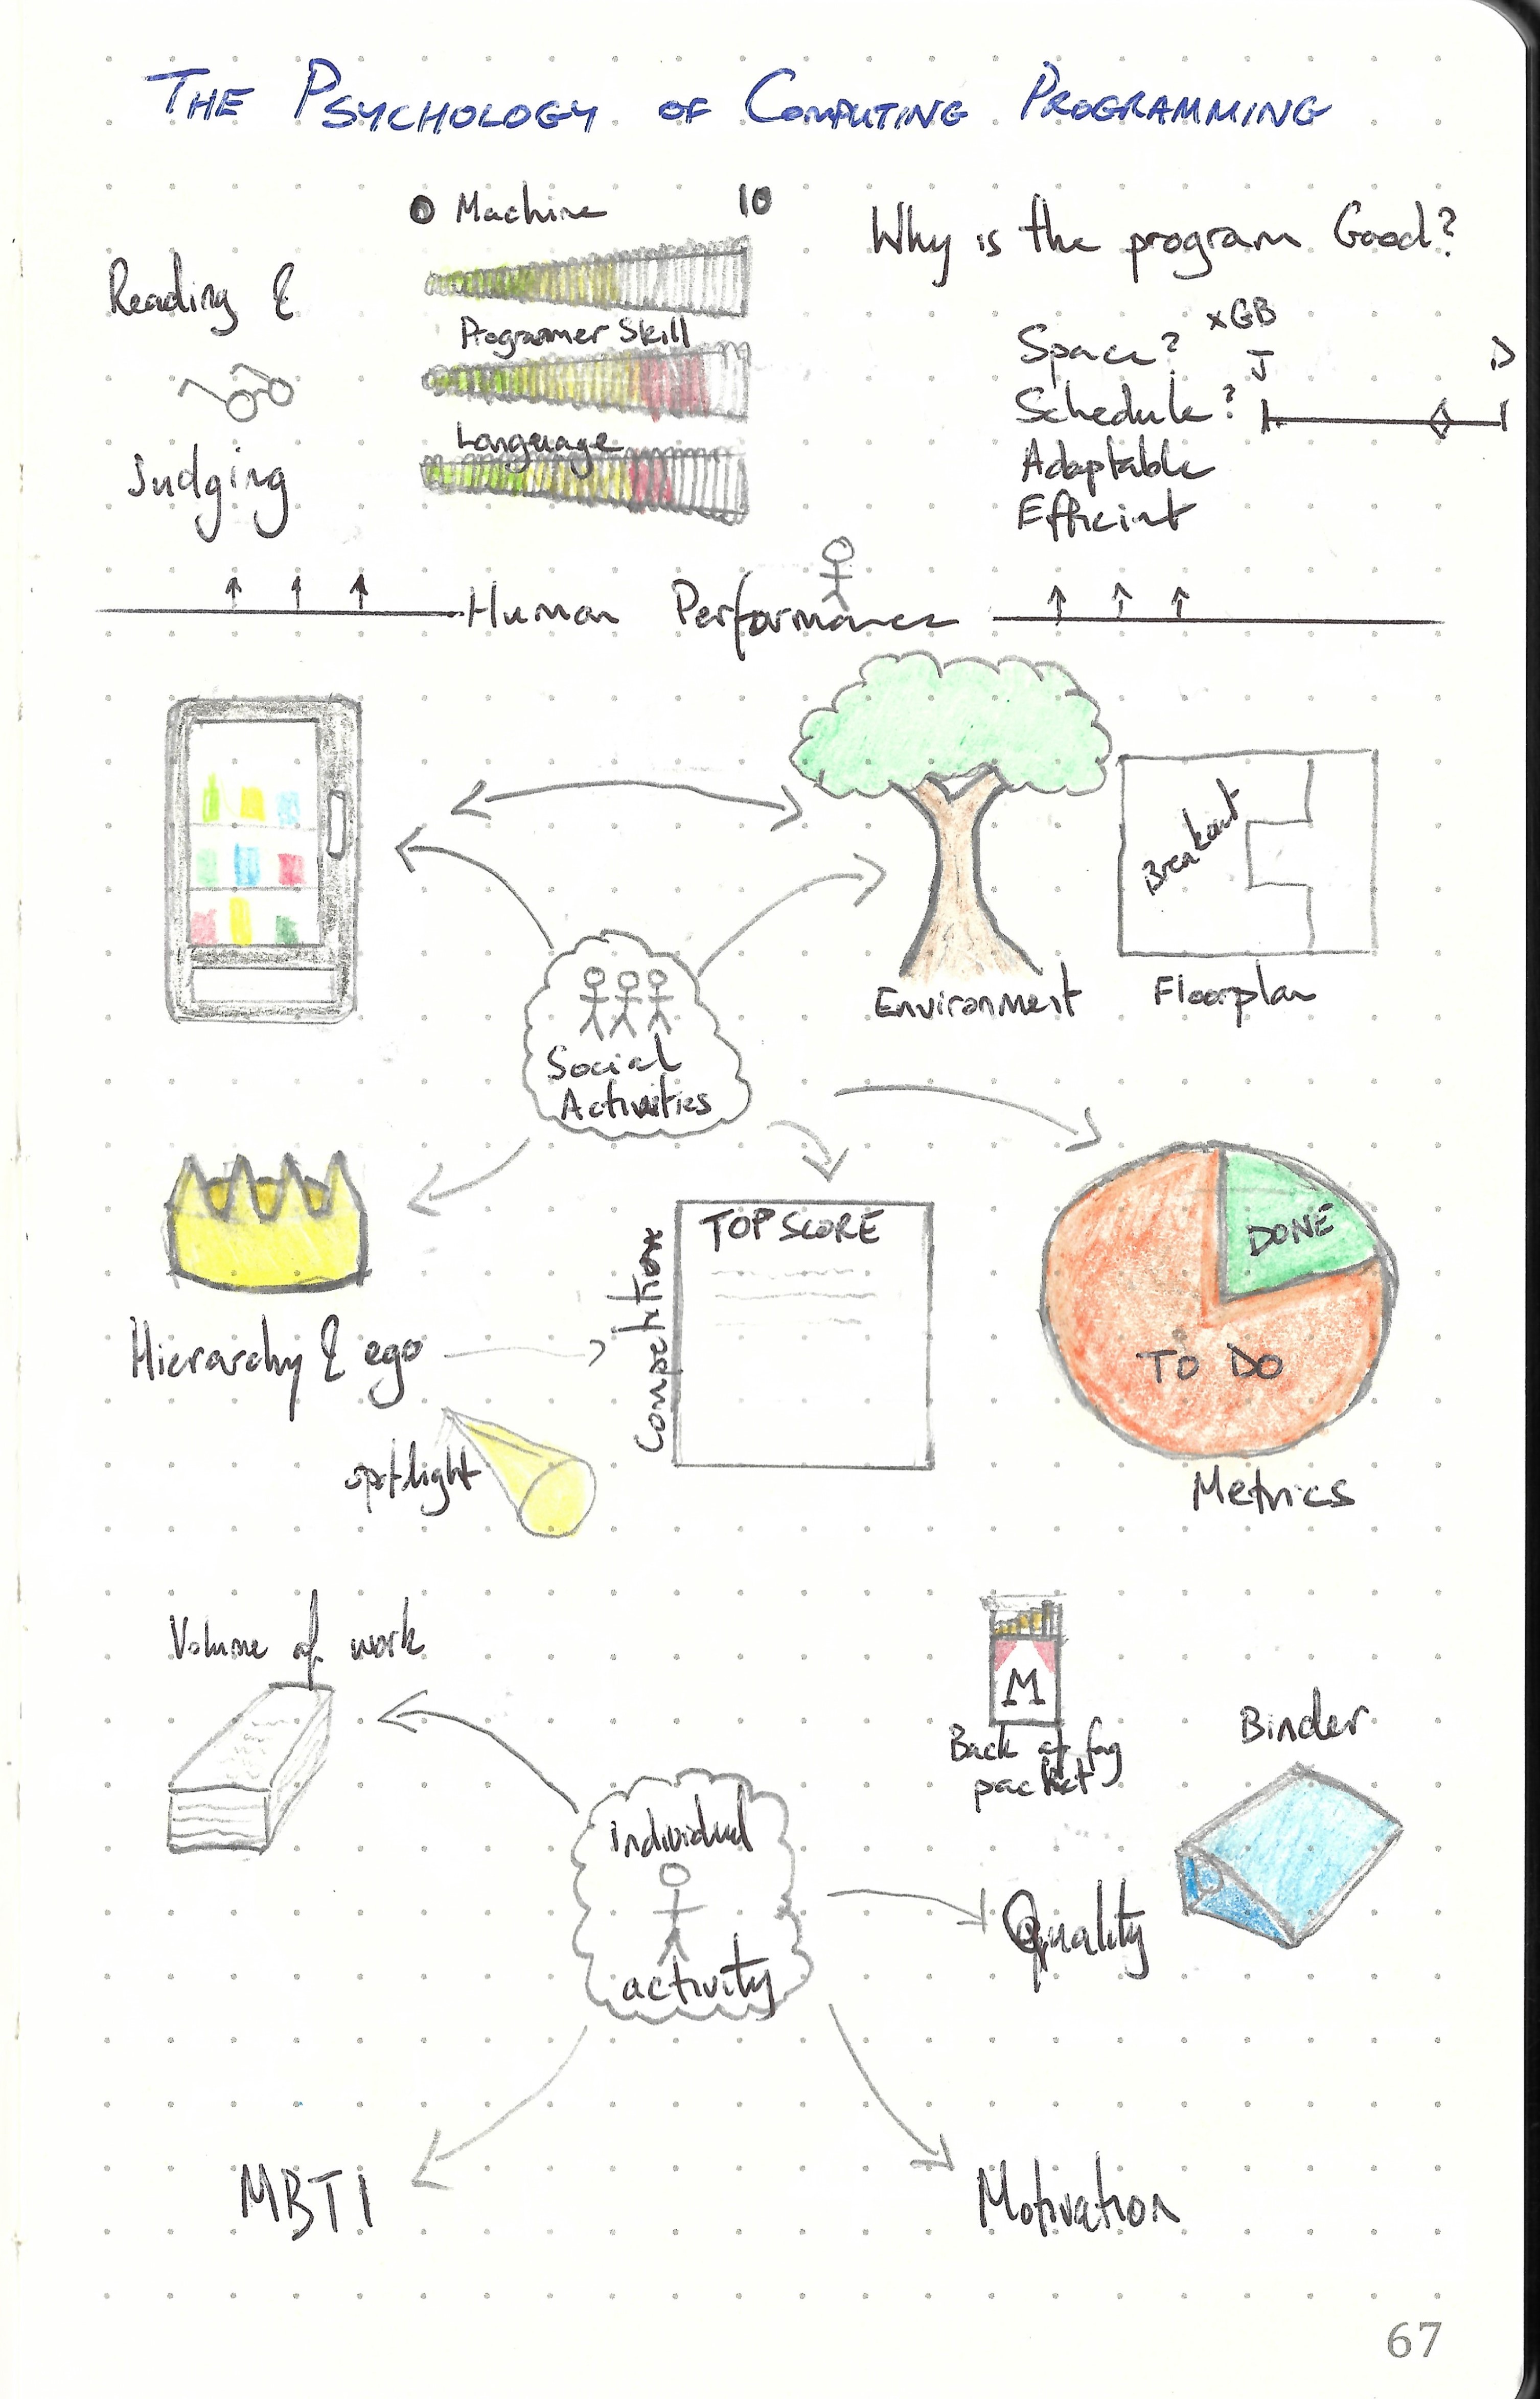 THE PSYCHOLOGY OF COMPUTING PROGRAMMING
0 Machine 10
Reading &
Judging
Programmer Skill
Language
Why is the program Good?
Space? xGB
J D
Schedule?
Adaptable
Efficient
Human Performance
Breakout
Environment
Floorplan
Social
Activities
Hierarchy & ego
spotlight
Competition
TOP SCORE
DONE
TO DO
Metrics
Volume of work
M
Back of fag
packet
Binder
individual
activity
Quality
MBTI
Motivation
67